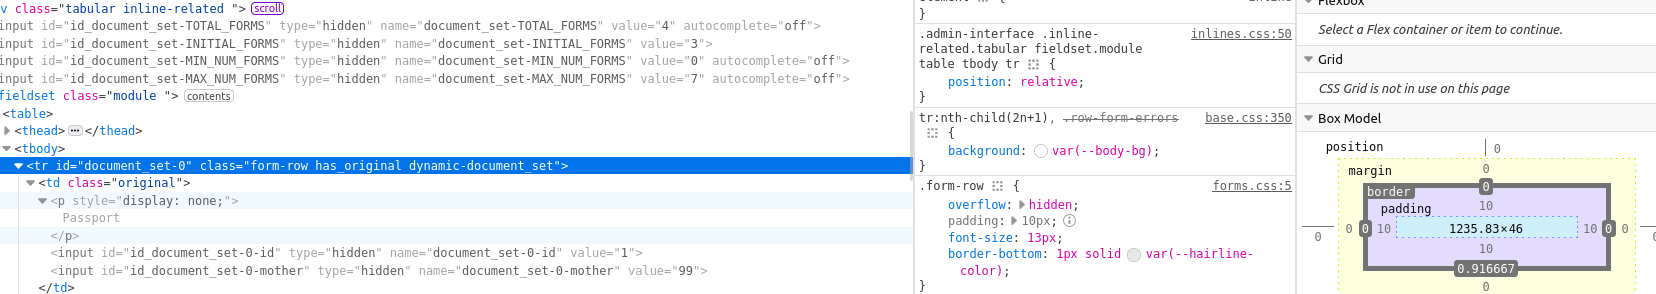 v class="tabular inline-related "> scroll
input id="id_document_set-TOTAL_FORMS" type="hidden" name="document_set-TOTAL_FORMS" value="4" autocomplete="off">
input id="id_document_set-INITIAL_FORMS" type="hidden" name="document_set-INITIAL_FORMS" value="3">
input id="id_document_set-MIN_NUM_FORMS" type="hidden" name="document_set-MIN_NUM_FORMS" value="0" autocomplete="off">
input id="id_document_set-MAX_NUM_FORMS" type="hidden" name="document_set-MAX_NUM_FORMS" value="7" autocomplete="off">
fieldset class="module "> contents
<table>
<thead> ••• </thead>
<tbody>
<tr id="document_set-0" class="form-row has_original dynamic-document_set">
<td class="original">
<p style="display: none;">
Passport
</p>
<input id="id_document_set-0-id" type="hidden" name="document_set-0-id" value="1">
<input id="id_document_set-0-mother" type="hidden" name="document_set-0-mother" value="99">
</td>
}
.admin-interface .inline- inlines.css:50
related.tabular fieldset.module
table tbody tr {
position: relative;
}
tr:nth-child(2n+1), .row-form-errors base.css:350
{
background: var(--body-bg);
}
.form-row { forms.css:5
overflow: hidden;
padding: 10px;
font-size: 13px;
border-bottom: 1px solid var(--hairline-
color);
}
Flexbox
Select a Flex container or item to continue.
Grid
CSS Grid is not in use on this page
Box Model
position 0
margin 0
border 0
padding 10
0 0 0 10 1235.83×46 10 0 0 0
10
0.916667
0